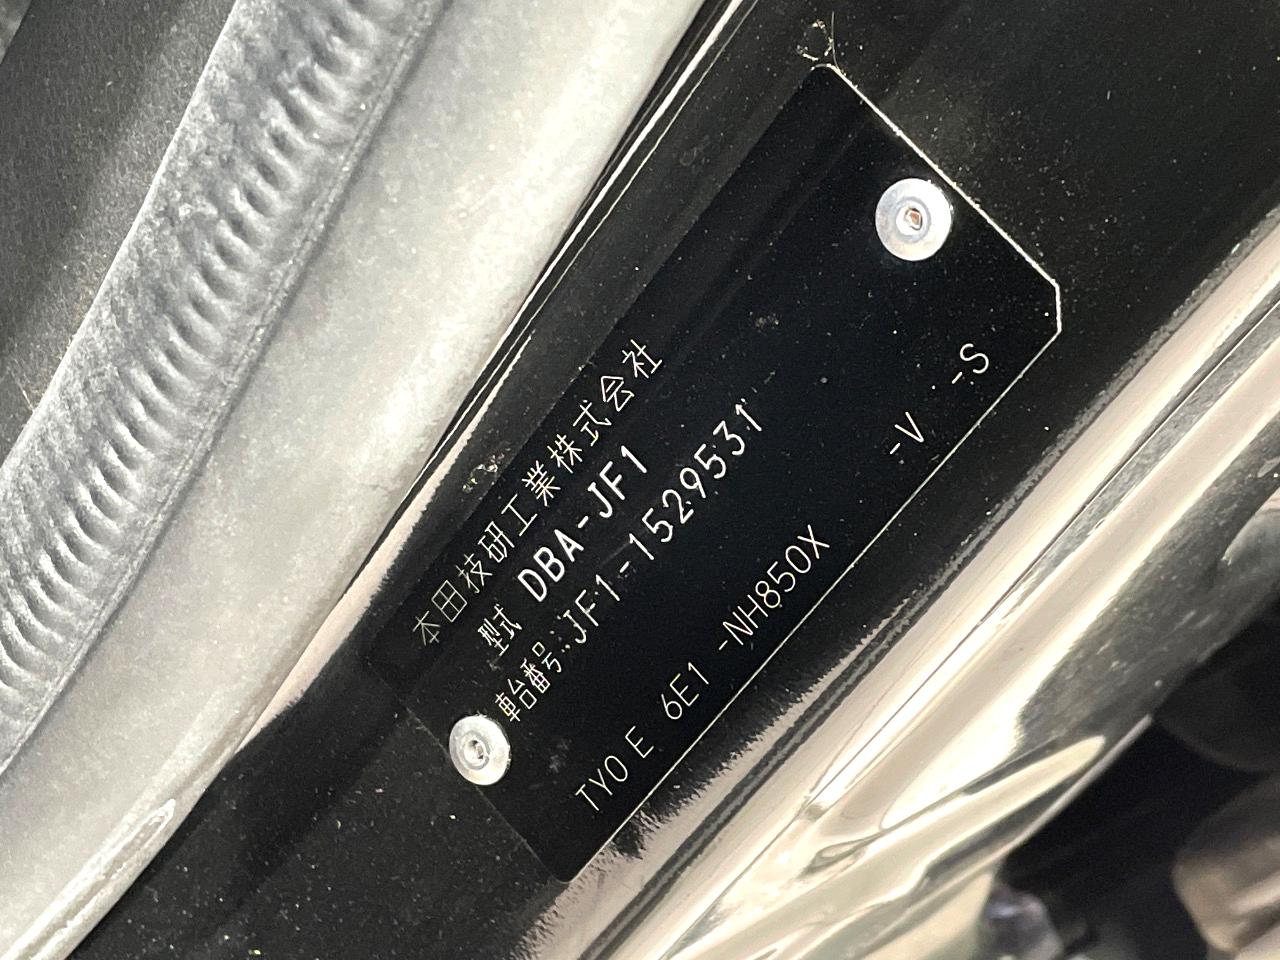 本田技研工業株式会社
型式 DBA-JF1
車台番号:JF1-1529531
TYO E 6E1 -NH850X -V -S